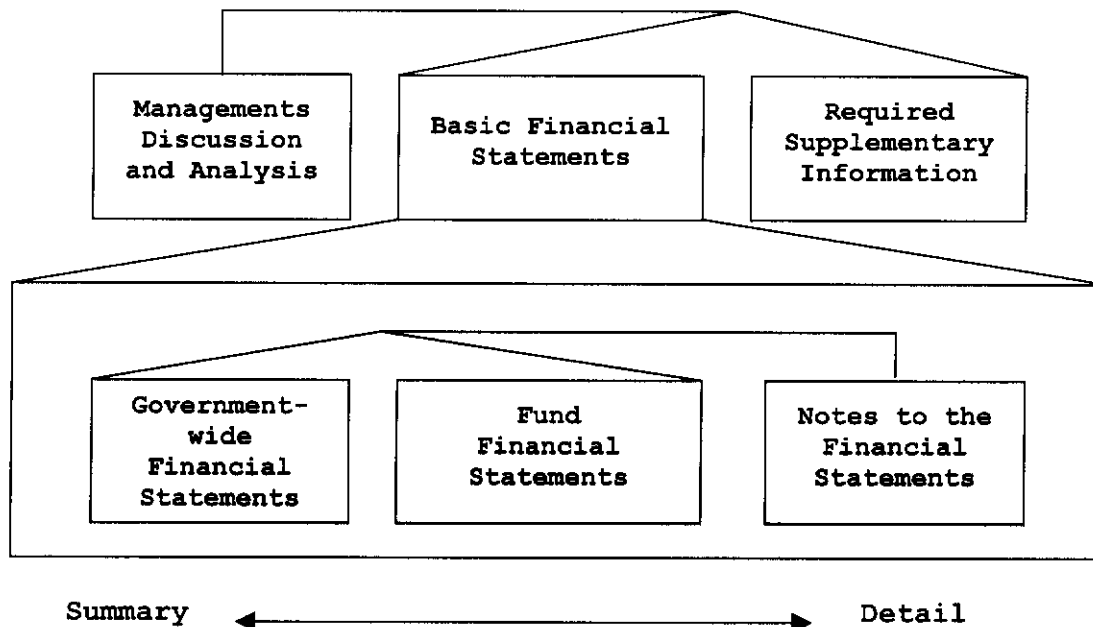 Managements
Discussion
and Analysis
Basic Financial
Statements
Required
Supplementary
Information
Government-
wide
Financial
Statements
Fund
Financial
Statements
Notes to the
Financial
Statements
Summary
Detail